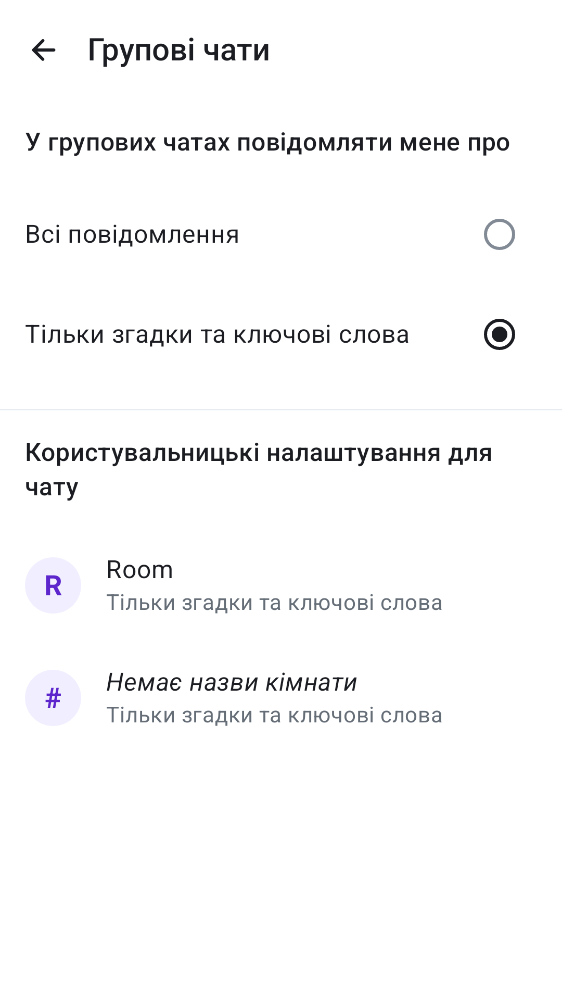 Групові чати
У групових чатах повідомляти мене про
Всі повідомлення
Тільки згадки та ключові слова
Користувальницькі налаштування для
чату
R
Room
Тільки згадки та ключові слова
#
Немає назви кімнати
Тільки згадки та ключові слова